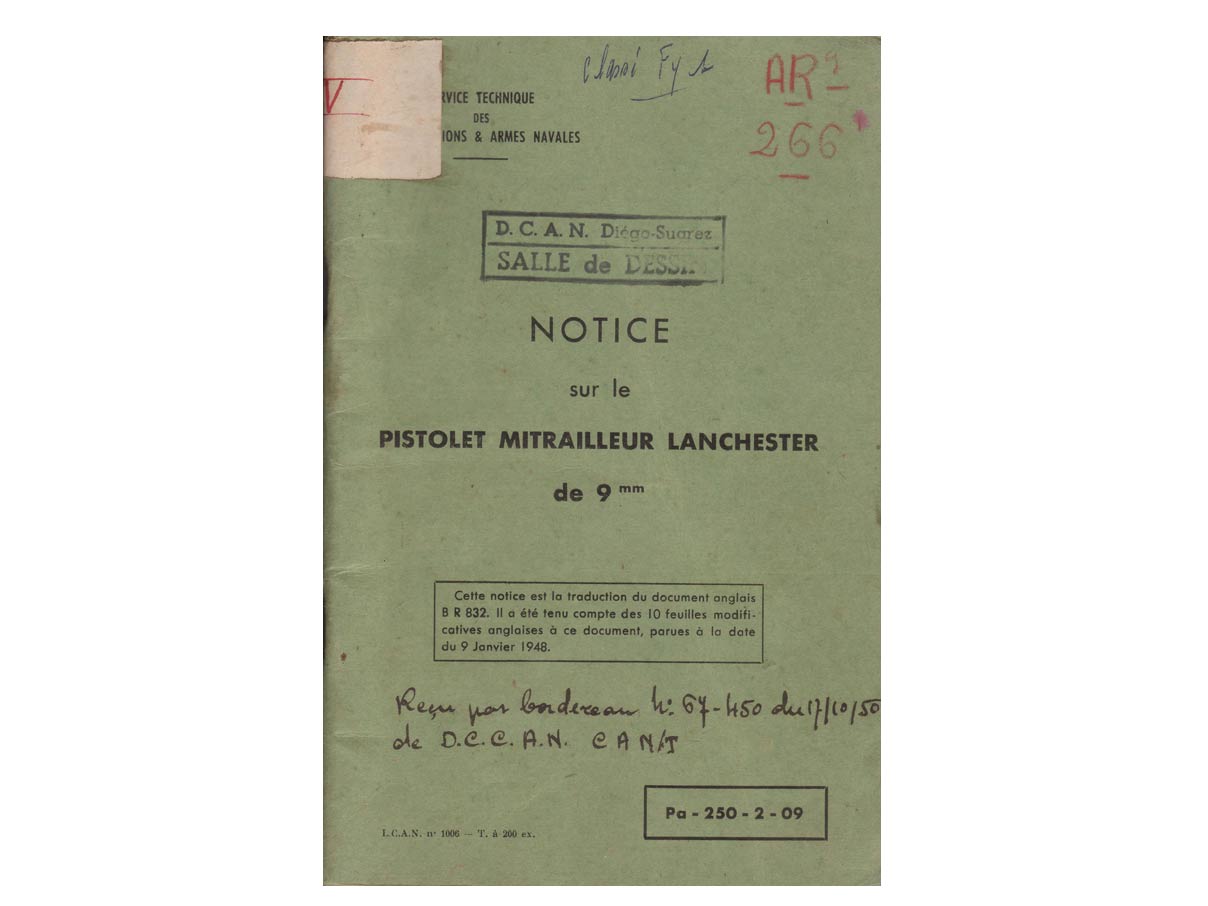 classé
AR
RVICE TECHNIQUE
DES
IONS & ARMES NAVALES
266
D. C. A. N. Diégo-Suarez
SALLE de DESSIN
NOTICE
sur le
PISTOLET MITRAILLEUR LANCHESTER
de 9 mm
Cette notice est la traduction du document anglais
B R 832. Il a été tenu compte des 10 feuilles modifi-
catives anglaises à ce document, parues à la date
du 9 Janvier 1948.
Reçu par bordereau N° 67-450 du 17/10/50
de D.C.C.A.N. CAN/T
Pa - 250 - 2 - 09
I.C.A.N. n° 1006 — T. à 200 ex.